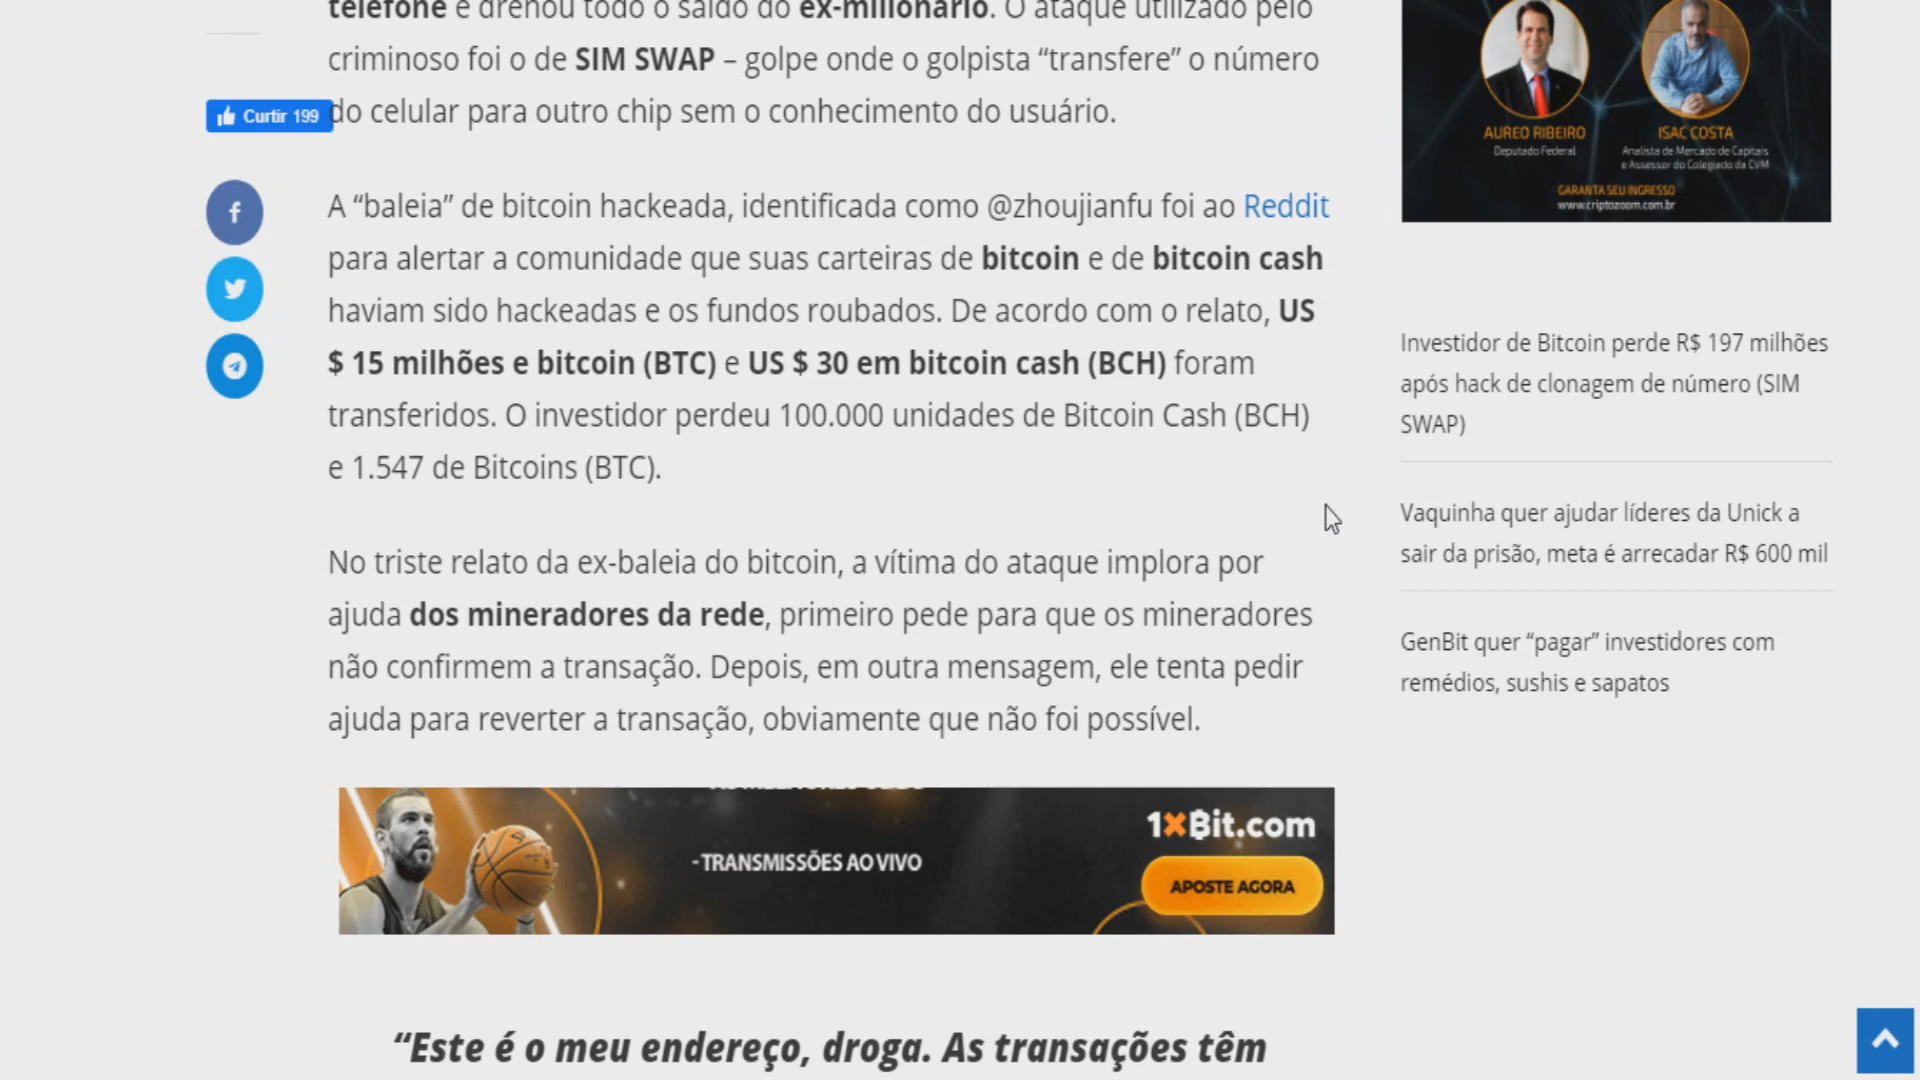 telefone e drenou todo o saldo do ex-milionário. O ataque utilizado pelo
criminoso foi o de SIM SWAP – golpe onde o golpista “transfere” o número
do celular para outro chip sem o conhecimento do usuário.
Curtir 199
A “baleia” de bitcoin hackeada, identificada como @zhoujianfu foi ao Reddit
para alertar a comunidade que suas carteiras de bitcoin e de bitcoin cash
haviam sido hackeadas e os fundos roubados. De acordo com o relato, US
$ 15 milhões e bitcoin (BTC) e US $ 30 em bitcoin cash (BCH) foram
transferidos. O investidor perdeu 100.000 unidades de Bitcoin Cash (BCH)
e 1.547 de Bitcoins (BTC).
No triste relato da ex-baleia do bitcoin, a vítima do ataque implora por
ajuda dos mineradores da rede, primeiro pede para que os mineradores
não confirmem a transação. Depois, em outra mensagem, ele tenta pedir
ajuda para reverter a transação, obviamente que não foi possível.
- TRANSMISSÕES AO VIVO
1xBit.com
APOSTE AGORA
“Este é o meu endereço, droga. As transações têm
AUREO RIBEIRO
Deputado Federal
ISAC COSTA
Analista de Mercado de Capitais
e Assessor do Colegiado da CVM
GARANTA SEU INGRESSO
www.criptozoom.com.br
Investidor de Bitcoin perde R$ 197 milhões
após hack de clonagem de número (SIM
SWAP)
Vaquinha quer ajudar líderes da Unick a
sair da prisão, meta é arrecadar R$ 600 mil
GenBit quer “pagar” investidores com
remédios, sushis e sapatos